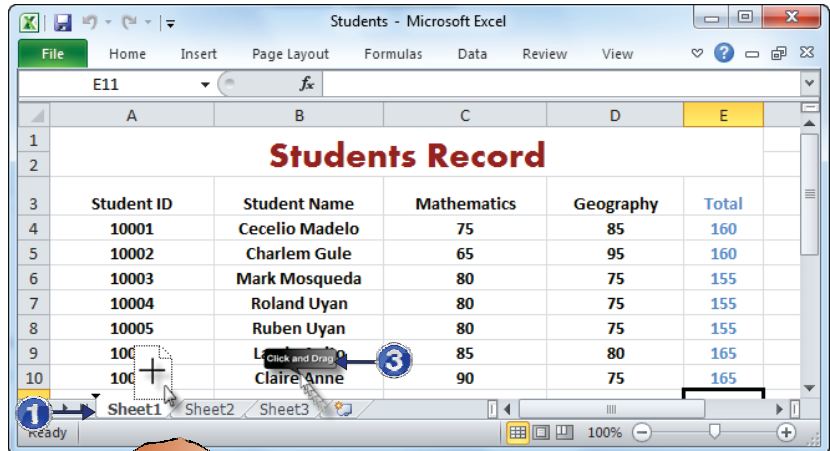 Students - Microsoft Excel
File Home Insert Page Layout Formulas Data Review View
E11 fx
A B C D E
1
2 Students Record
3 Student ID Student Name Mathematics Geography Total
4 10001 Cecelio Madelo 75 85 160
5 10002 Charlem Gule 65 95 160
6 10003 Mark Mosqueda 80 75 155
7 10004 Roland Uyan 80 75 155
8 10005 Ruben Uyan 80 75 155
9 Click and Drag 3 85 80 165
10 Claire Anne 90 75 165
1 Sheet1 Sheet2 Sheet3
Ready 100%